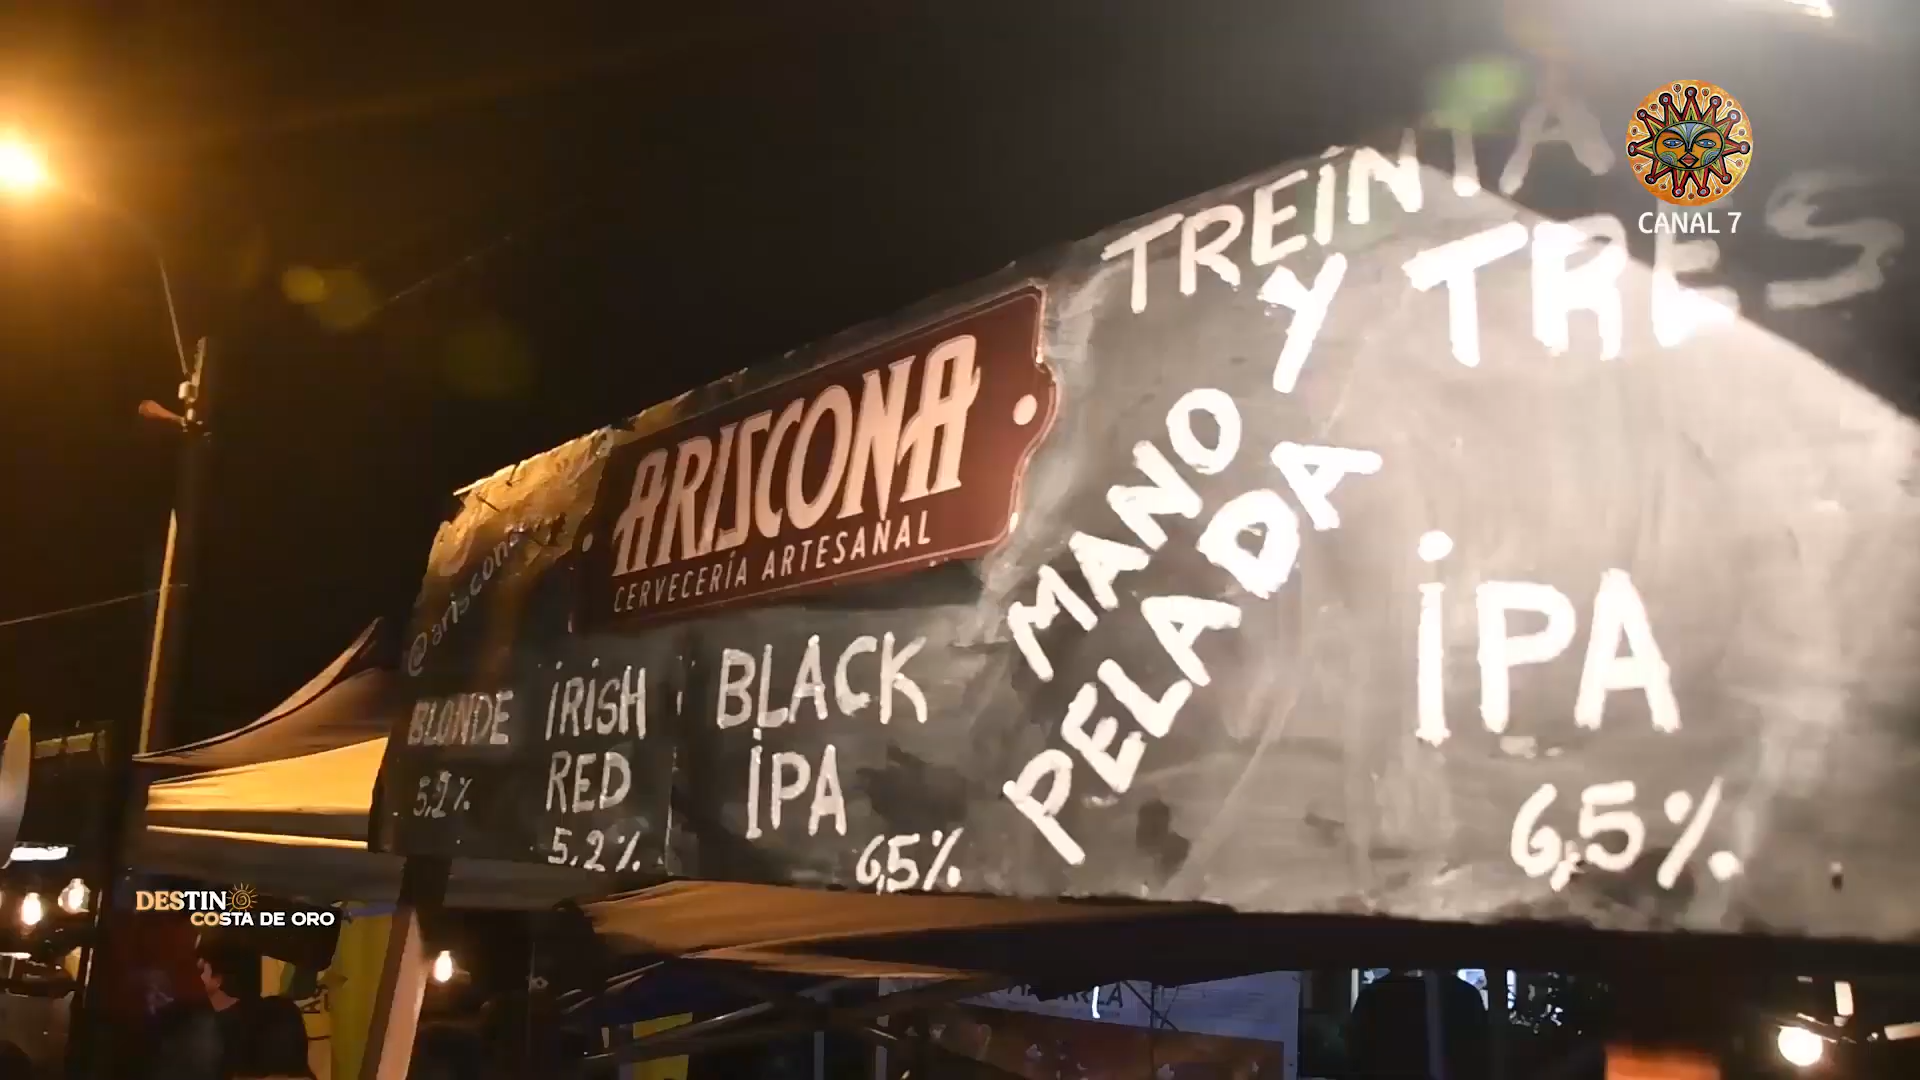 CANAL 7
TREINTA
Y TRES
ARISCONA
CERVECERÍA ARTESANAL
@ariscona
MANO
PELADA
BLONDE
5,2%
IRISH
RED
5,2%
BLACK
IPA
6,5%
IPA
6,5%
DESTINO
COSTA DE ORO